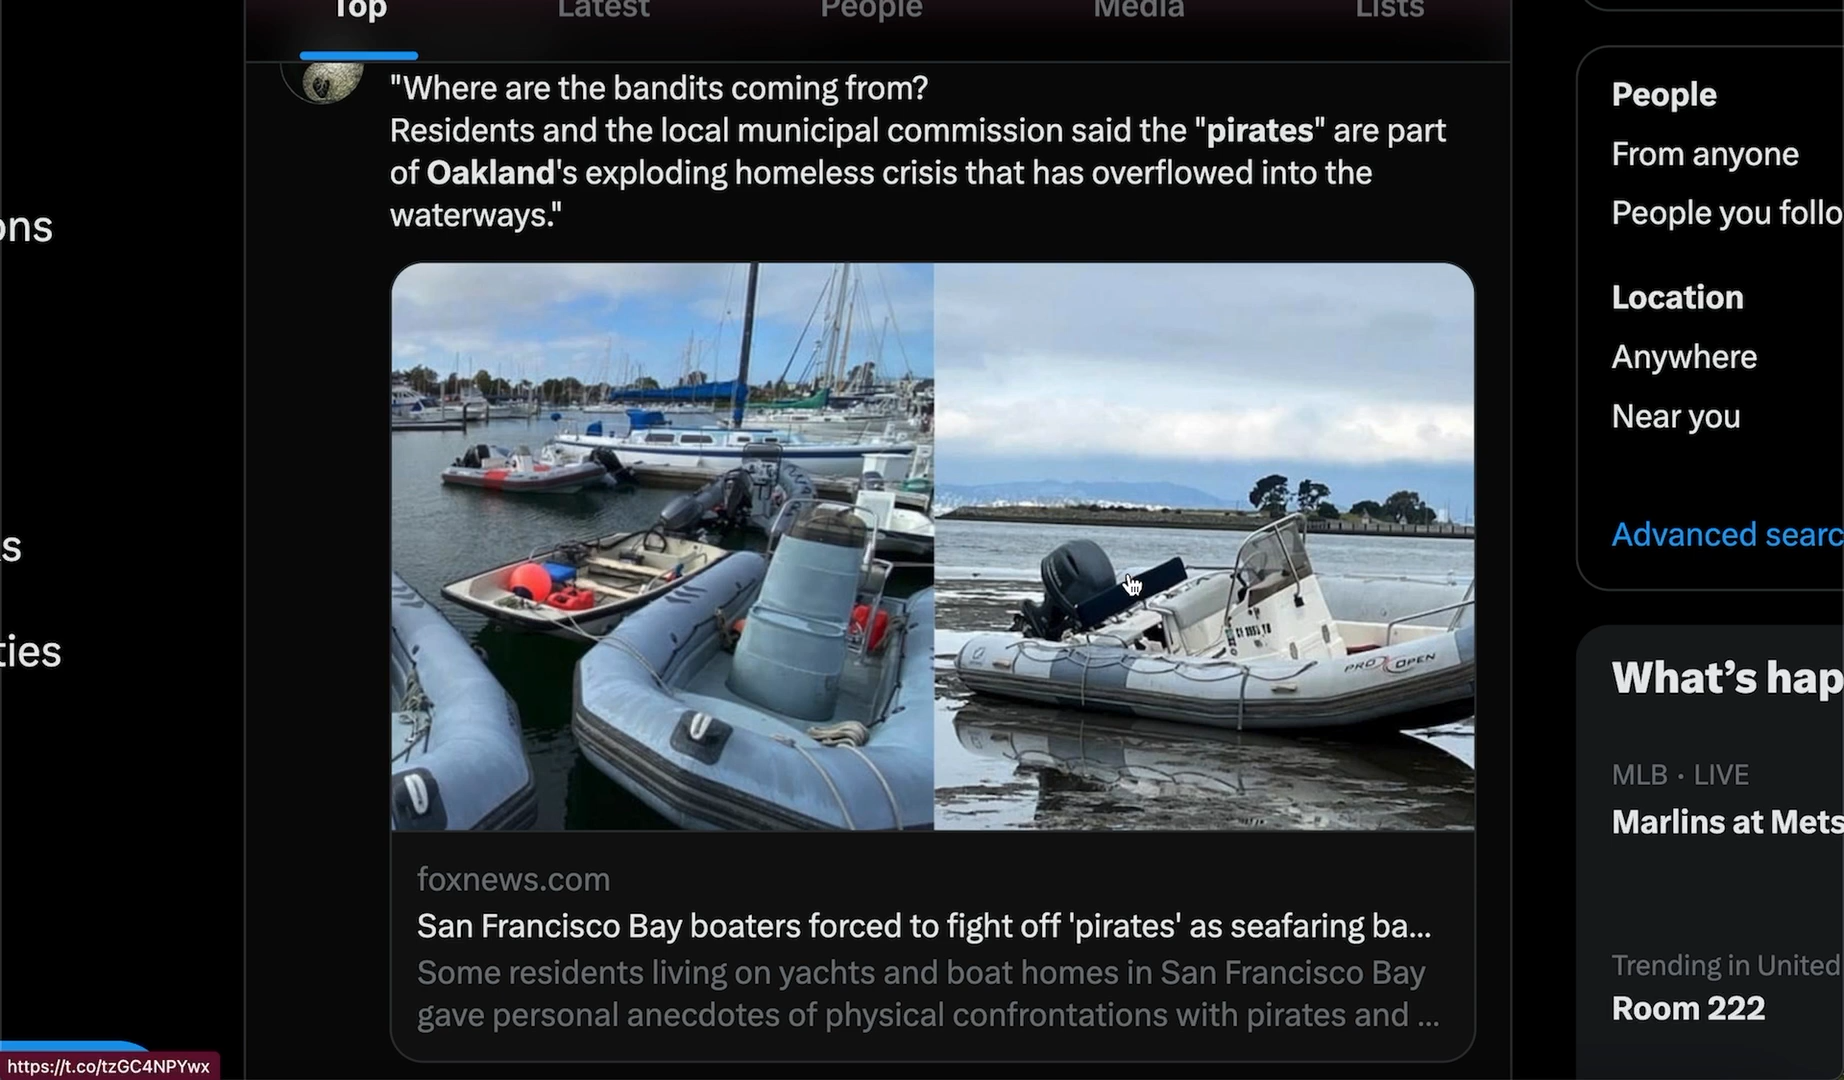 Top
Latest
People
Media
Lists
"Where are the bandits coming from?
Residents and the local municipal commission said the "pirates" are part
of Oakland's exploding homeless crisis that has overflowed into the
waterways."
PRO OPEN
foxnews.com
San Francisco Bay boaters forced to fight off 'pirates' as seafaring ba...
Some residents living on yachts and boat homes in San Francisco Bay
gave personal anecdotes of physical confrontations with pirates and ...
ons
s
ties
https://t.co/tzGC4NPYwx
People
From anyone
People you follo
Location
Anywhere
Near you
Advanced searc
What's hap
MLB · LIVE
Marlins at Mets
Trending in United
Room 222